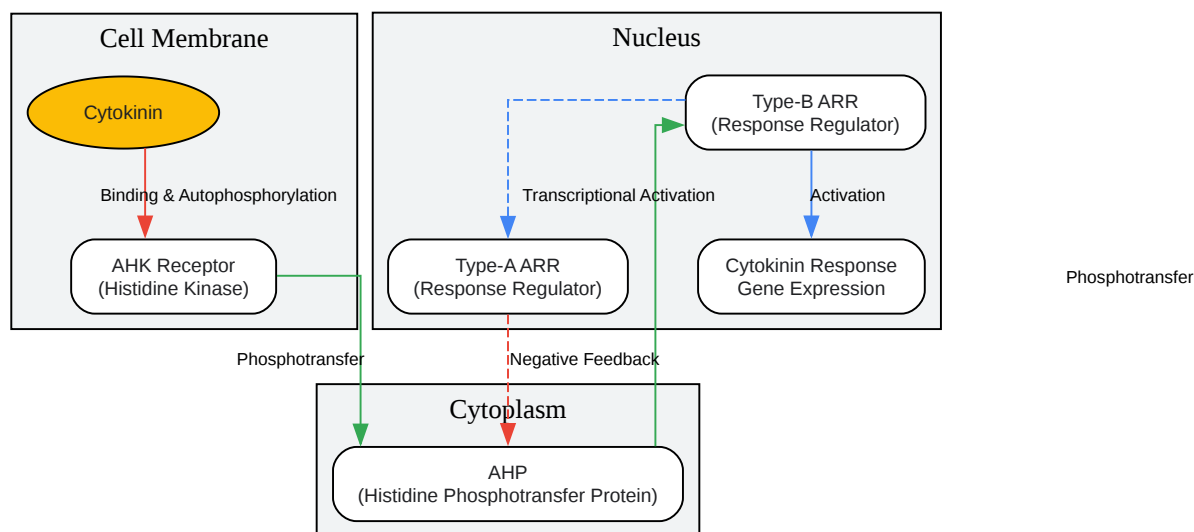 Cell Membrane
Nucleus
Cytokinin
Type-B ARR
(Response Regulator)
Binding & Autophosphorylation
Transcriptional Activation
Activation
AHK Receptor
(Histidine Kinase)
Type-A ARR
(Response Regulator)
Cytokinin Response
Gene Expression
Phosphotransfer
Phosphotransfer
Negative Feedback
Cytoplasm
AHP
(Histidine Phosphotransfer Protein)